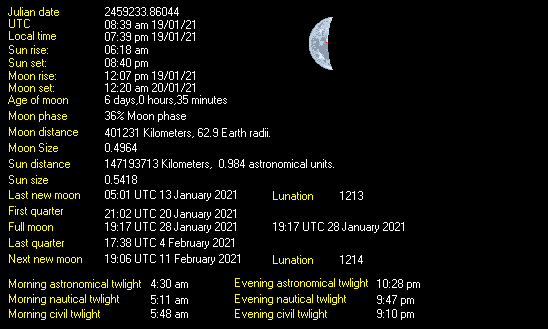 Julian date 2459233.86044
UTC 08:39 am 19/01/21
Local time 07:39 pm 19/01/21
Sun rise: 06:18 am
Sun set: 08:40 pm
Moon rise: 12:07 pm 19/01/21
Moon set: 12:20 am 20/01/21
Age of moon 6 days,0 hours,35 minutes
Moon phase 36% Moon phase
Moon distance 401231 Kilometers, 62.9 Earth radii.
Moon Size 0.4964
Sun distance 147193713 Kilometers, 0.984 astronomical units.
Sun size 0.5418
Last new moon 05:01 UTC 13 January 2021 Lunation 1213
First quarter 21:02 UTC 20 January 2021
Full moon 19:17 UTC 28 January 2021 19:17 UTC 28 January 2021
Last quarter 17:38 UTC 4 February 2021
Next new moon 19:06 UTC 11 February 2021 Lunation 1214
Morning astronomical twlight 4:30 am Evening astronomical twlight 10:28 pm
Morning nautical twlight 5:11 am Evening nautical twlight 9:47 pm
Morning civil twlight 5:48 am Evening civil twlight 9:10 pm